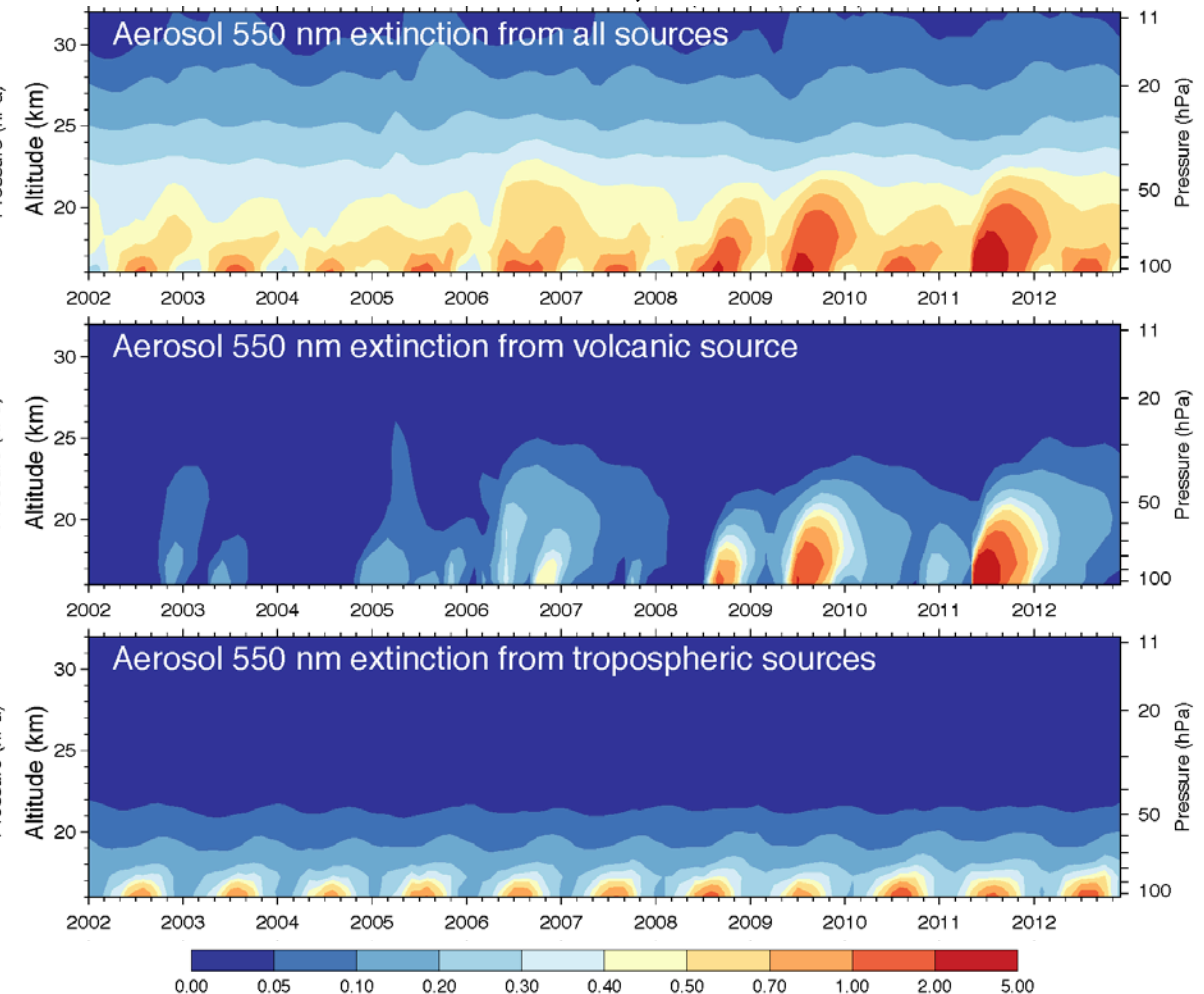 Aerosol 550 nm extinction from all sources
Altitude (km)
30
25
20
11
20
50
100
Pressure (hPa)
2002 2003 2004 2005 2006 2007 2008 2009 2010 2011 2012
Aerosol 550 nm extinction from volcanic source
Altitude (km)
30
25
20
11
20
50
100
Pressure (hPa)
2002 2003 2004 2005 2006 2007 2008 2009 2010 2011 2012
Aerosol 550 nm extinction from tropospheric sources
Altitude (km)
30
25
20
11
20
50
100
Pressure (hPa)
2002 2003 2004 2005 2006 2007 2008 2009 2010 2011 2012
0.00 0.05 0.10 0.20 0.30 0.40 0.50 0.70 1.00 2.00 5.00